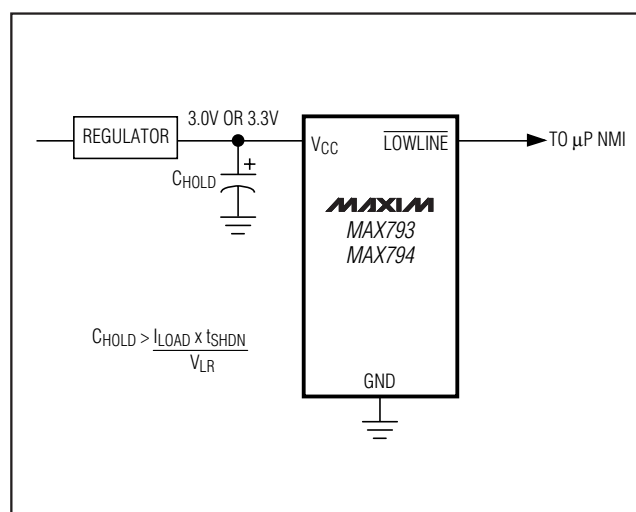 REGULATOR
3.0V OR 3.3V
+
CHOLD
VCC
LOWLINE
TO μP NMI
MAXIM
MAX793
MAX794
CHOLD > ILOAD x tSHDN
VLR
GND